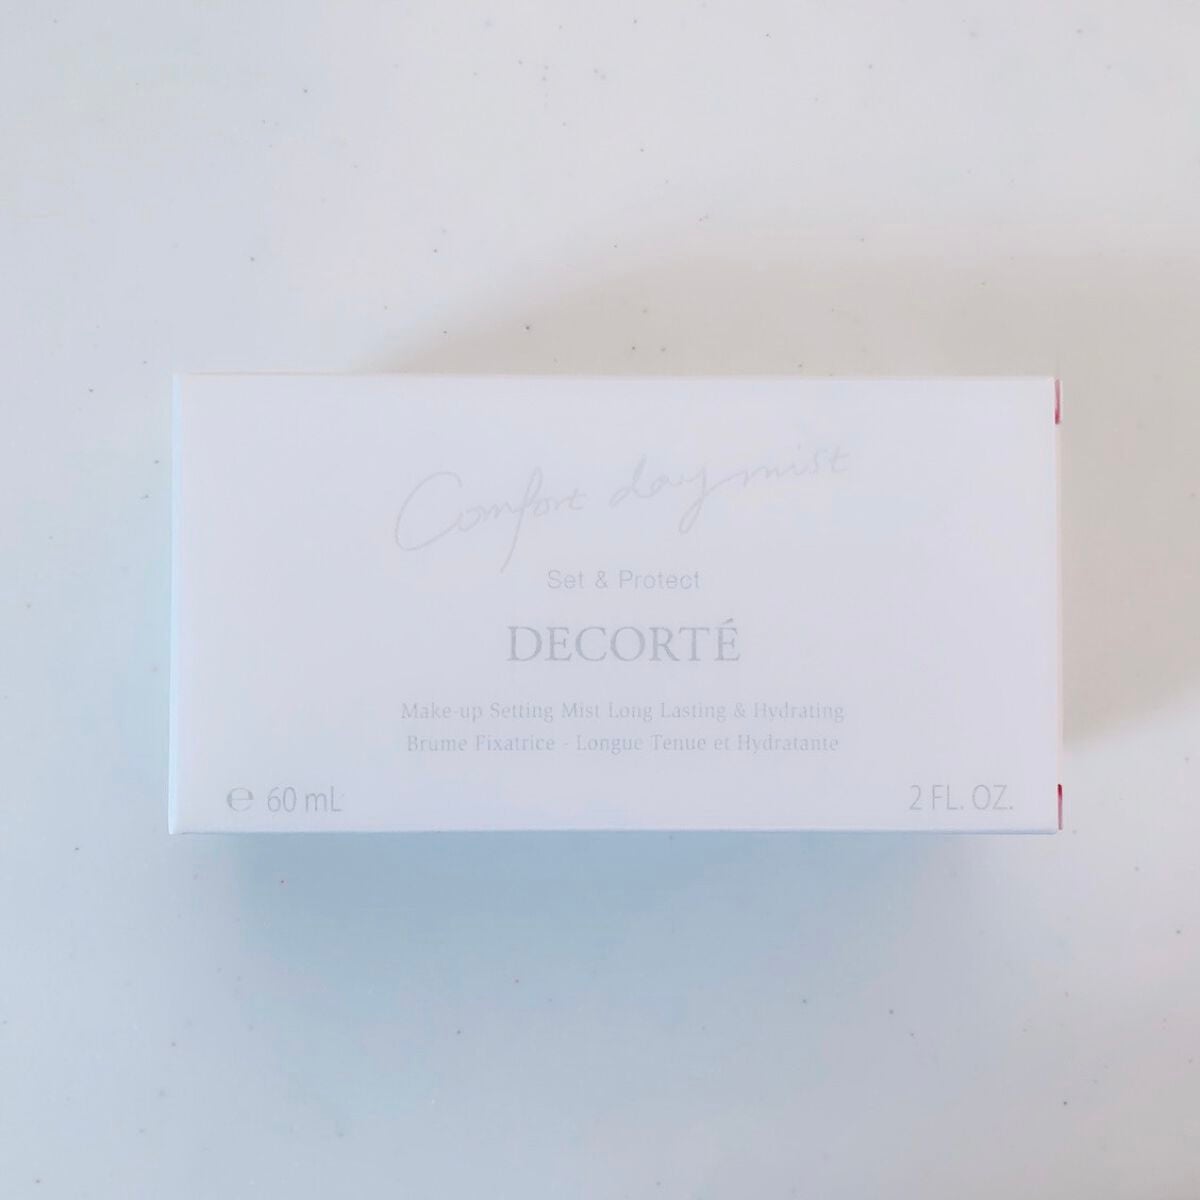 Comfort day mist
Set & Protect
DECORTÉ
Make-up Setting Mist Long Lasting & Hydrating
Brume Fixatrice - Longue Tenue et Hydratante
℮ 60 mL
2 FL. OZ.